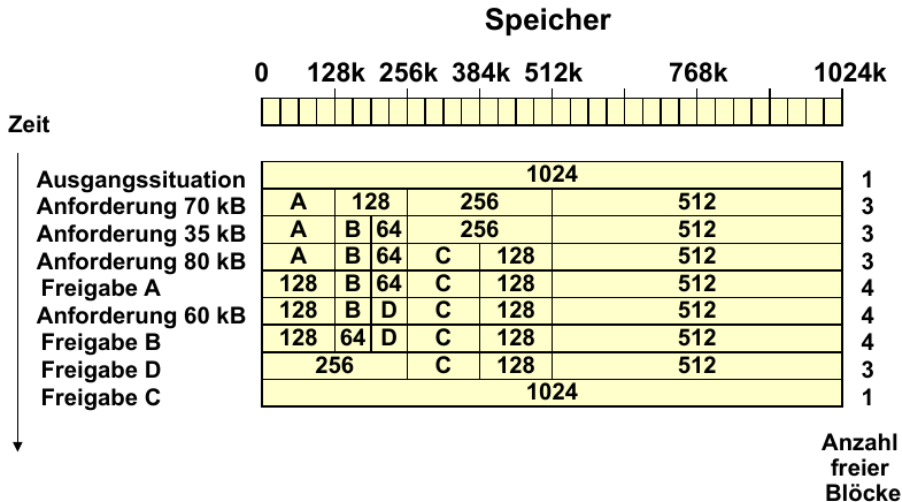 Speicher
0 128k 256k 384k 512k 768k 1024k
Zeit
Ausgangssituation 1024 1
Anforderung 70 kB A 128 256 512 3
Anforderung 35 kB A B 64 256 512 3
Anforderung 80 kB A B 64 C 128 512 3
Freigabe A 128 B 64 C 128 512 4
Anforderung 60 kB 128 B D C 128 512 4
Freigabe B 128 64 D C 128 512 4
Freigabe D 256 C 128 512 3
Freigabe C 1024 1
Anzahl
freier
Blöcke